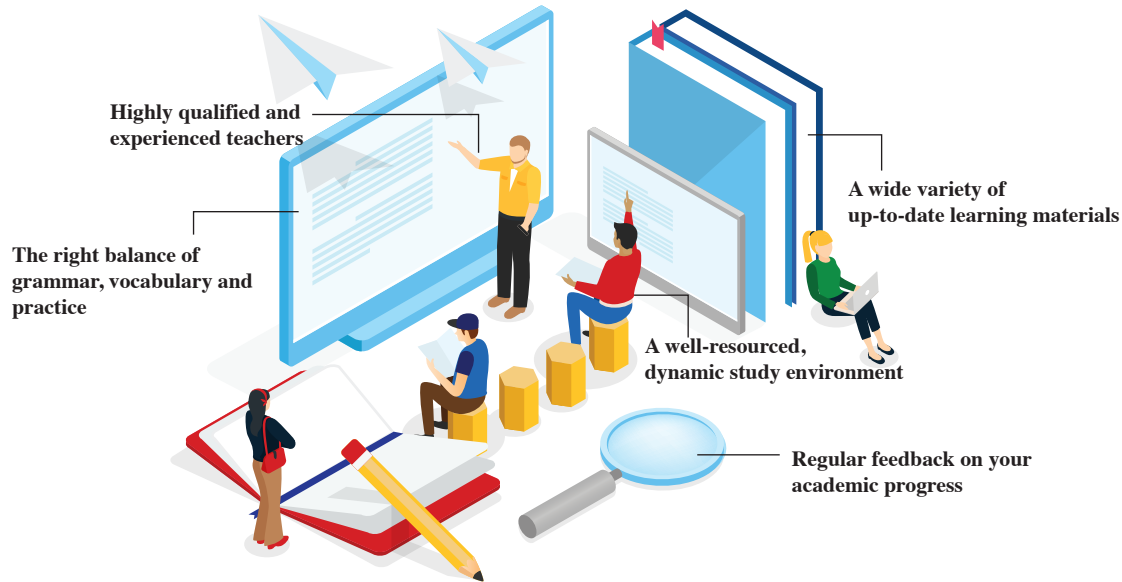 Highly qualified and
experienced teachers
A wide variety of
up-to-date learning materials
The right balance of
grammar, vocabulary and
practice
A well-resourced,
dynamic study environment
Regular feedback on your
academic progress